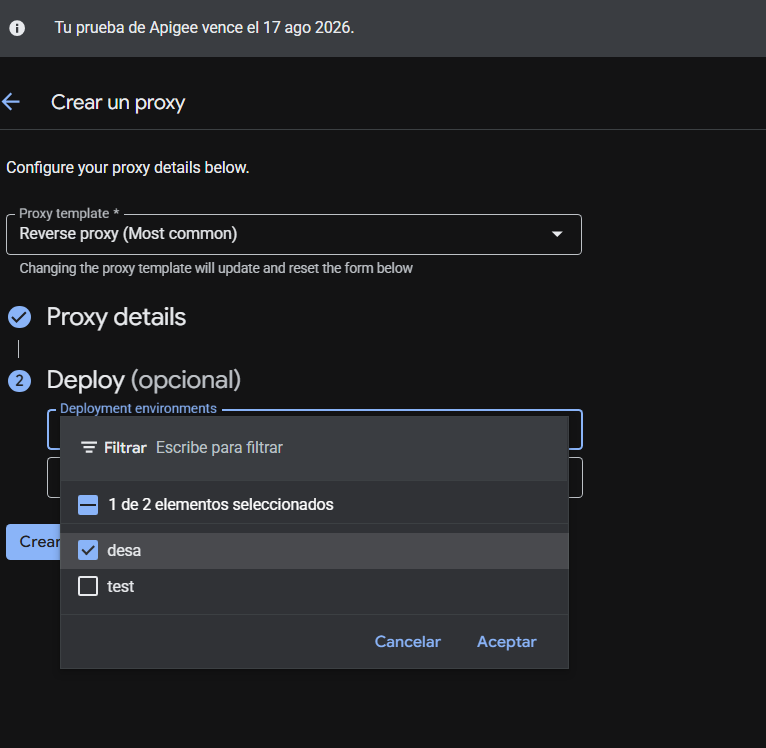 Tu prueba de Apigee vence el 17 ago 2026.
Crear un proxy
Configure your proxy details below.
Proxy template *
Reverse proxy (Most common)
Changing the proxy template will update and reset the form below
Proxy details
2 Deploy (opcional)
Deployment environments
Filtrar Escribe para filtrar
1 de 2 elementos seleccionados
Crear
desa
test
Cancelar Aceptar